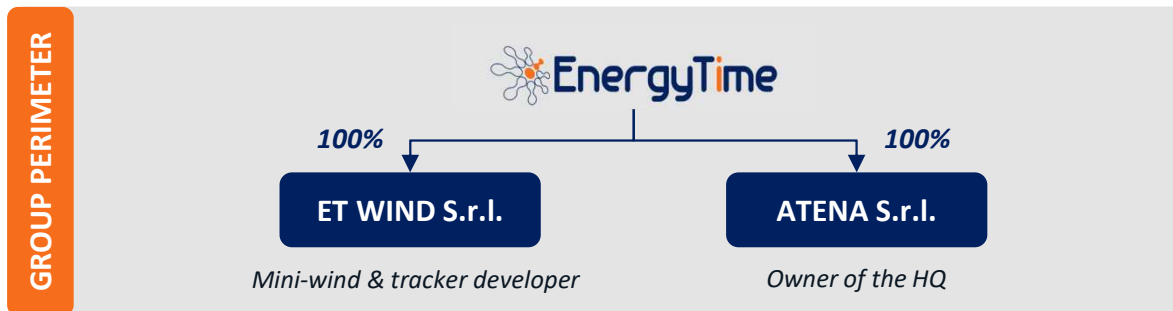 GROUP PERIMETER
EnergyTime
100%
100%
ET WIND S.r.l.
ATENA S.r.l.
Mini-wind & tracker developer
Owner of the HQ